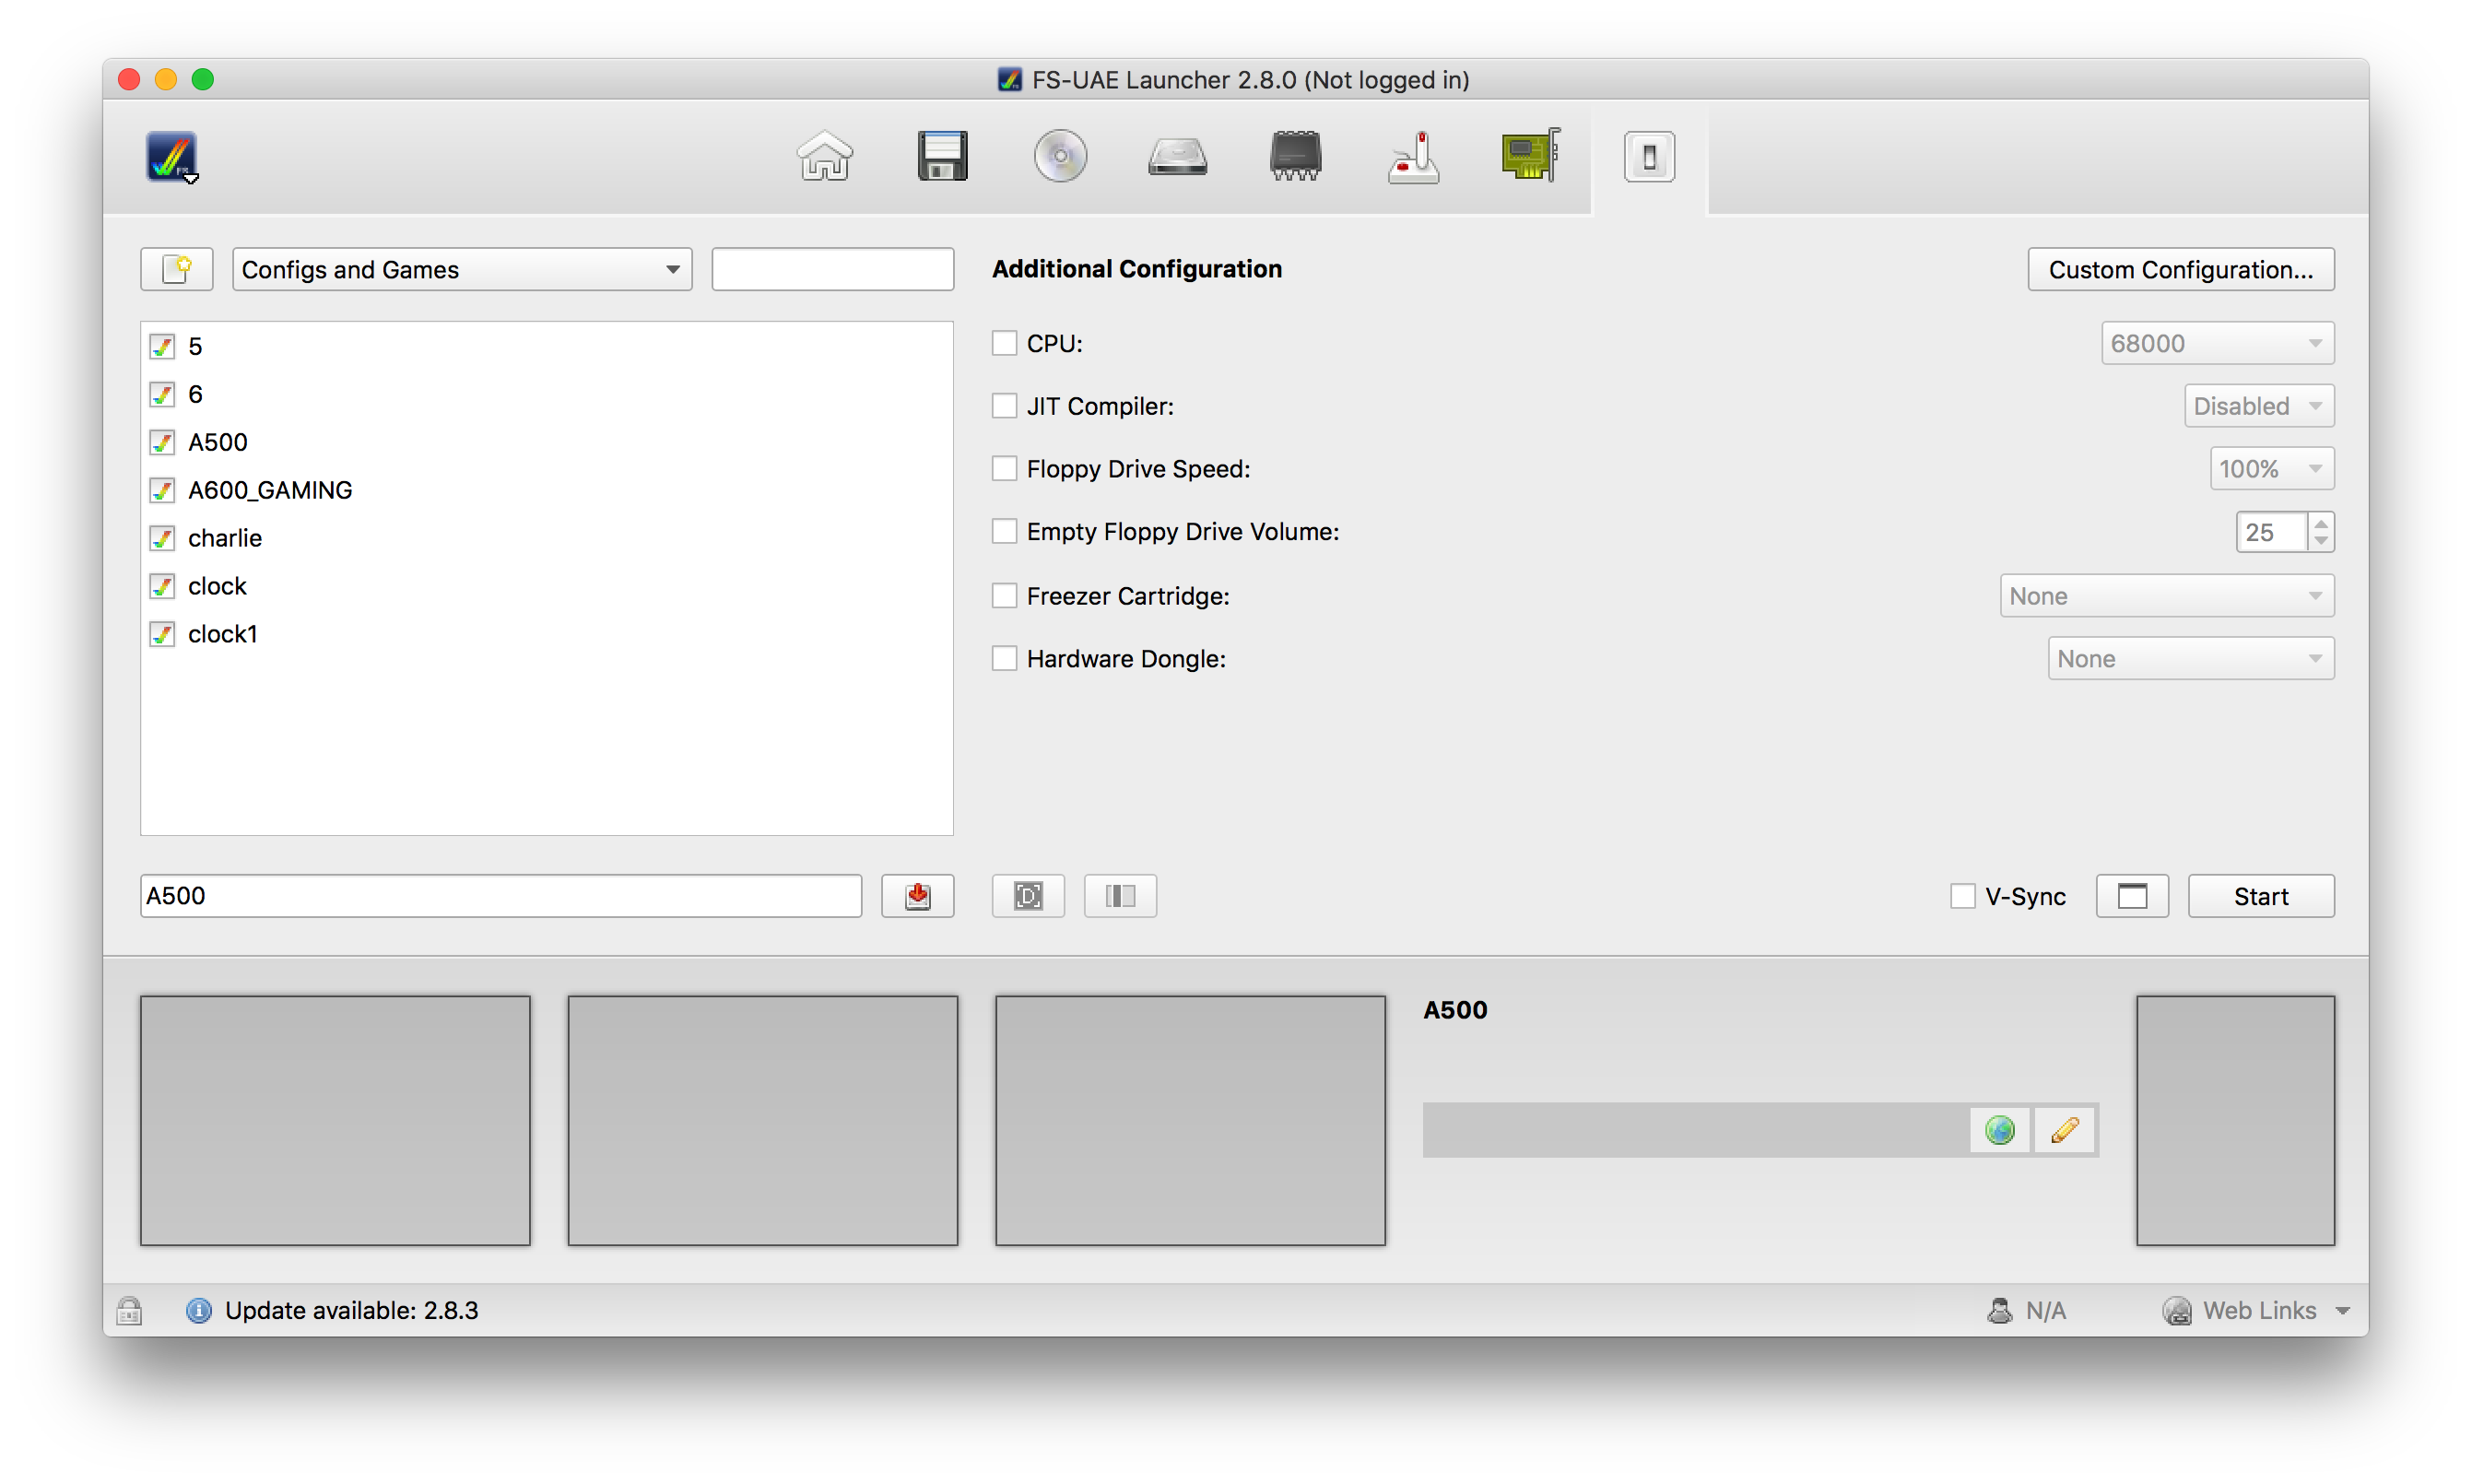 FS-UAE Launcher 2.8.0 (Not logged in)
Configs and Games
Additional Configuration
Custom Configuration...
5
6
A500
A600_GAMING
charlie
clock
clock1
CPU:
68000
JIT Compiler:
Disabled
Floppy Drive Speed:
100%
Empty Floppy Drive Volume:
25
Freezer Cartridge:
None
Hardware Dongle:
None
A500
D
V-Sync
Start
A500
Update available: 2.8.3
N/A
Web Links